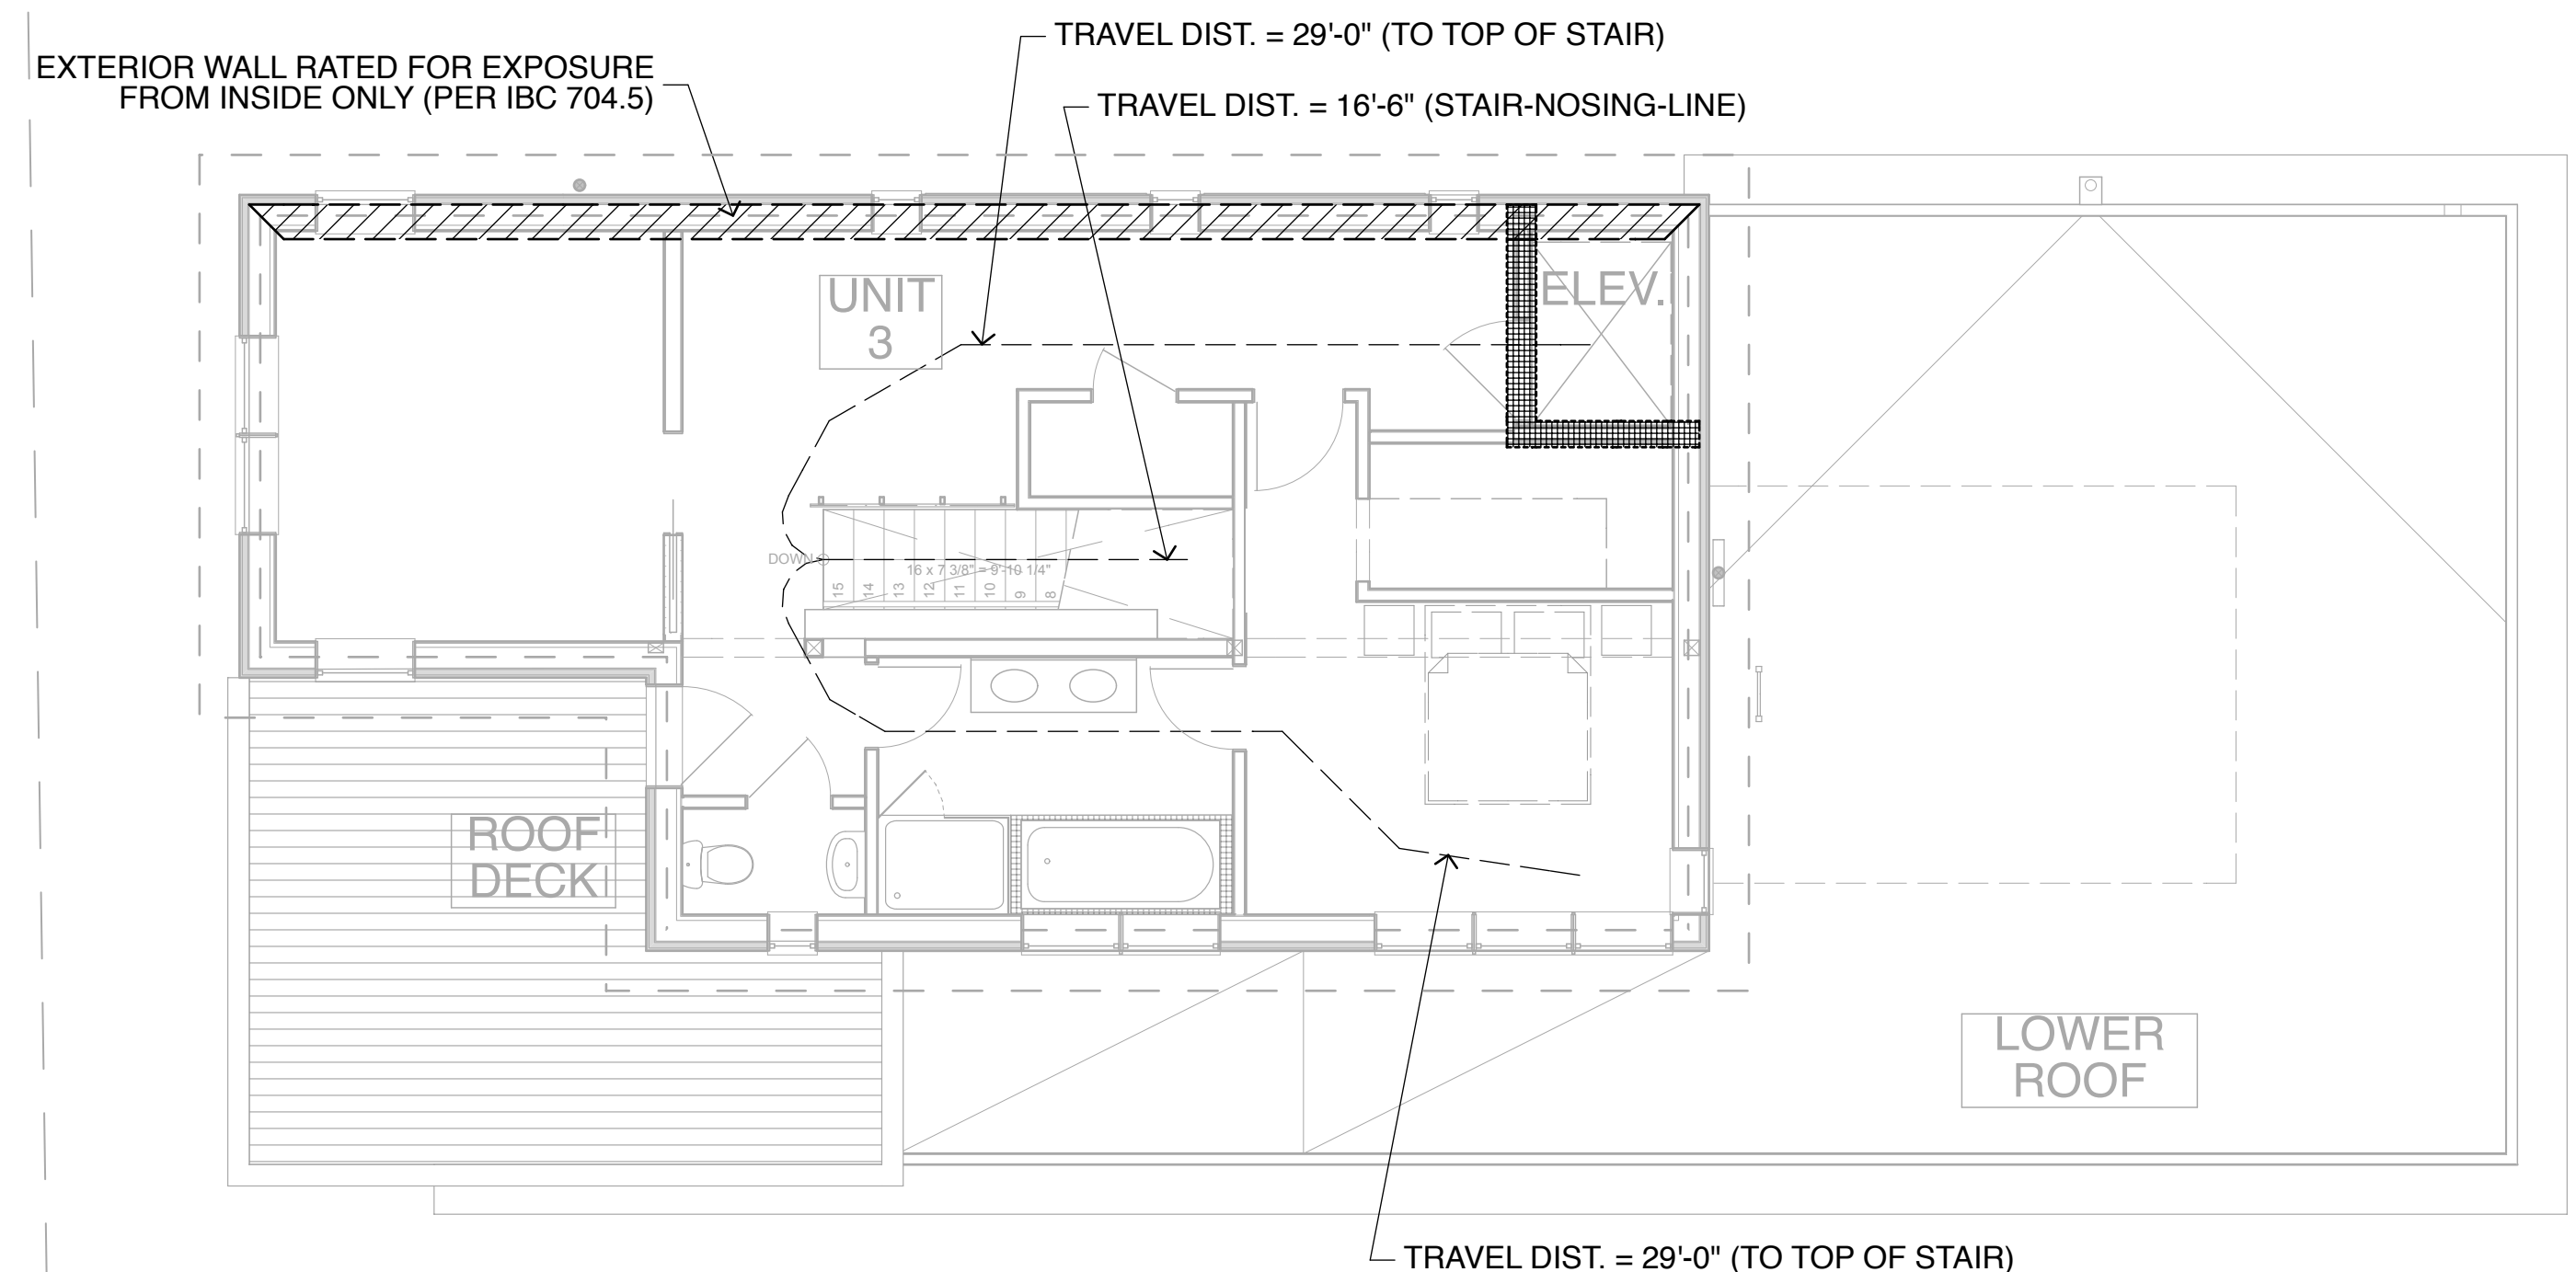 TRAVEL DIST. = 29'-0" (TO TOP OF STAIR)
EXTERIOR WALL RATED FOR EXPOSURE
FROM INSIDE ONLY (PER IBC 704.5)
TRAVEL DIST. = 16'-6" (STAIR-NOSING-LINE)
UNIT
3
ELEV.
DOWN
16 x 7 3/8" = 9'-10 1/4"
15
14
13
12
11
10
9
8
ROOF
DECK
LOWER
ROOF
TRAVEL DIST. = 29'-0" (TO TOP OF STAIR)